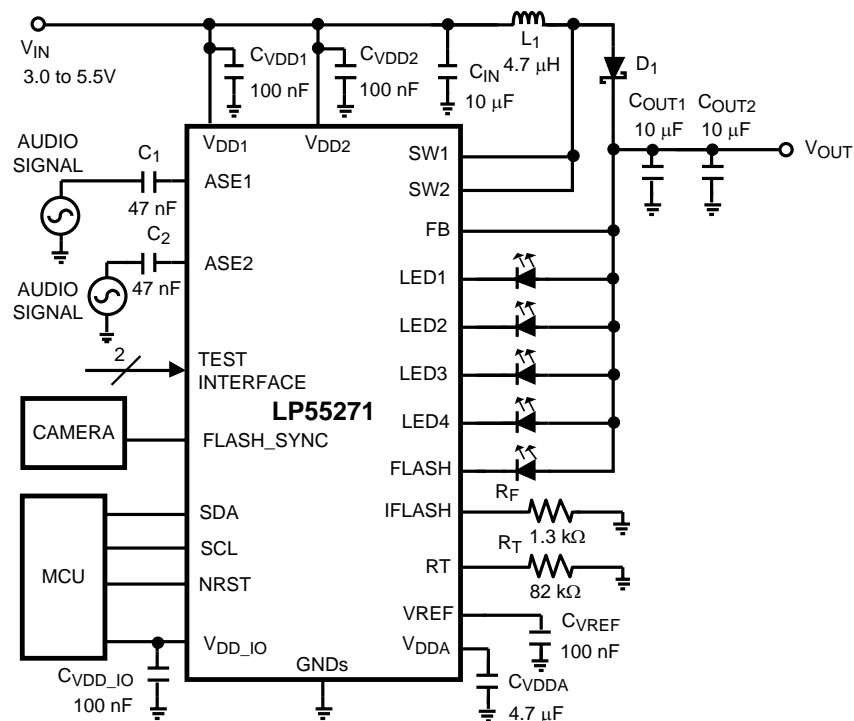 VIN
3.0 to 5.5V
CVDD1
100 nF
CVDD2
100 nF
CIN
10 μF
L1
4.7 μH
D1
COUT1
10 μF
COUT2
10 μF
VOUT
AUDIO
SIGNAL
C1
47 nF
C2
47 nF
AUDIO
SIGNAL
2
CAMERA
MCU
CVDD_IO
100 nF
VDD1
VDD2
ASE1
ASE2
TEST
INTERFACE
LP55271
FLASH_SYNC
SDA
SCL
NRST
VDD_IO
GNDs
SW1
SW2
FB
LED1
LED2
LED3
LED4
FLASH
IFLASH
RT
VREF
VDDA
RF
1.3 kΩ
RT
82 kΩ
CVREF
100 nF
CVDDA
4.7 μF